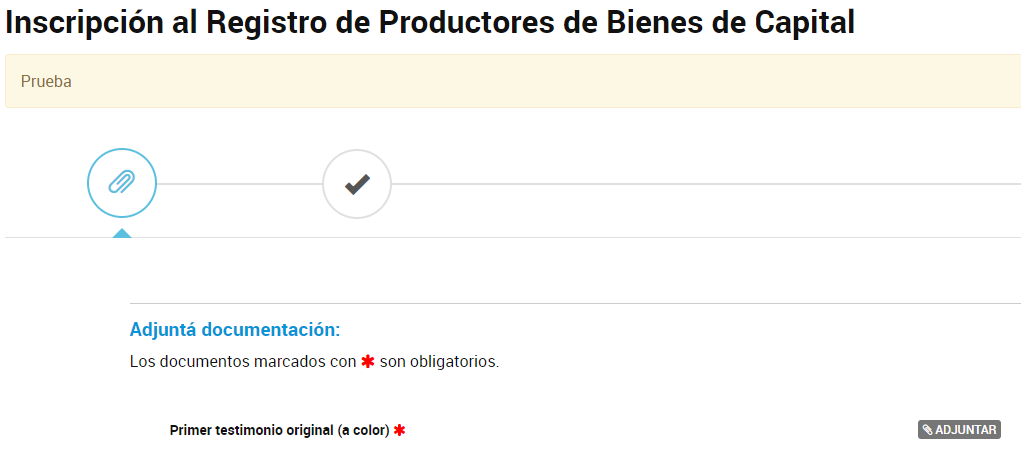 Inscripción al Registro de Productores de Bienes de Capital
Prueba
Adjuntá documentación:
Los documentos marcados con ✱ son obligatorios.
Primer testimonio original (a color) ✱
ADJUNTAR